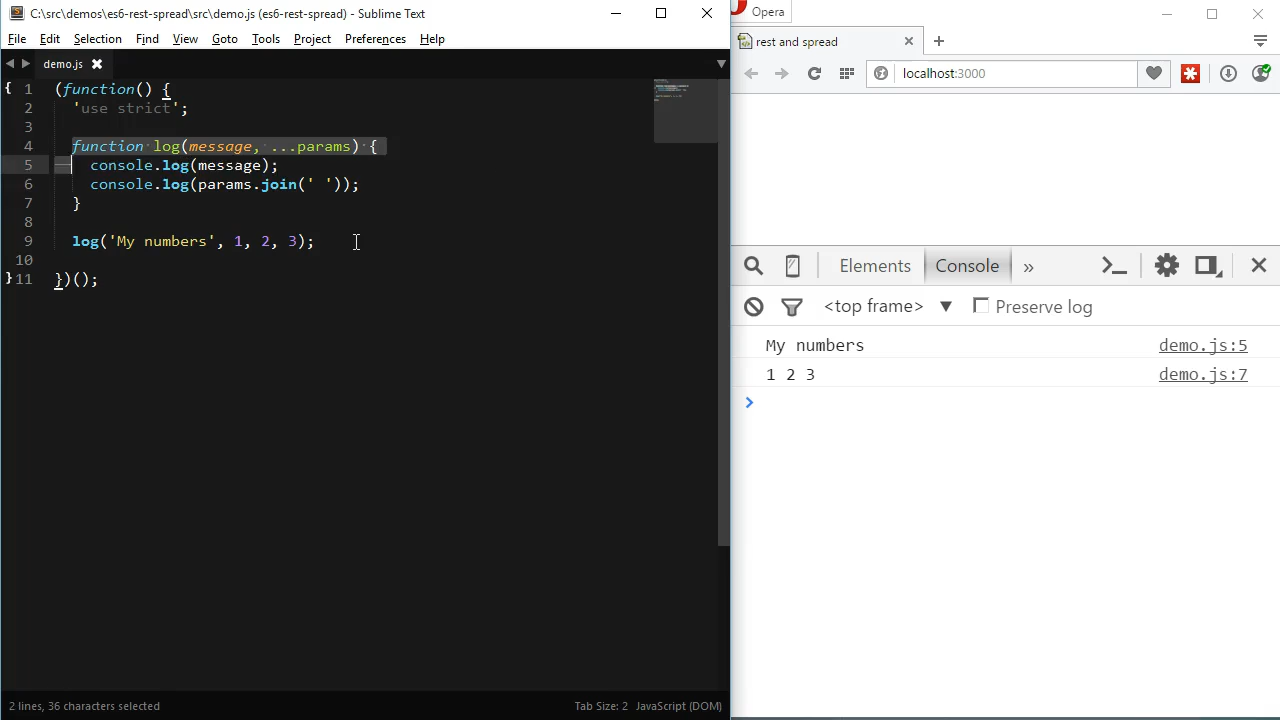 C:\src\demos\es6-rest-spread\src\demo.js (es6-rest-spread) - Sublime Text
File Edit Selection Find View Goto Tools Project Preferences Help
demo.js
{ 1 (function() {
2 'use strict';
3
4 function log(message, ...params) {
5 console.log(message);
6 console.log(params.join(' '));
7 }
8
9 log('My numbers', 1, 2, 3);
10
} 11 })();
2 lines, 36 characters selected
Tab Size: 2 JavaScript (DOM)
Opera
rest and spread
localhost:3000
Elements Console »
<top frame> ▼ Preserve log
My numbers demo.js:5
1 2 3 demo.js:7
>